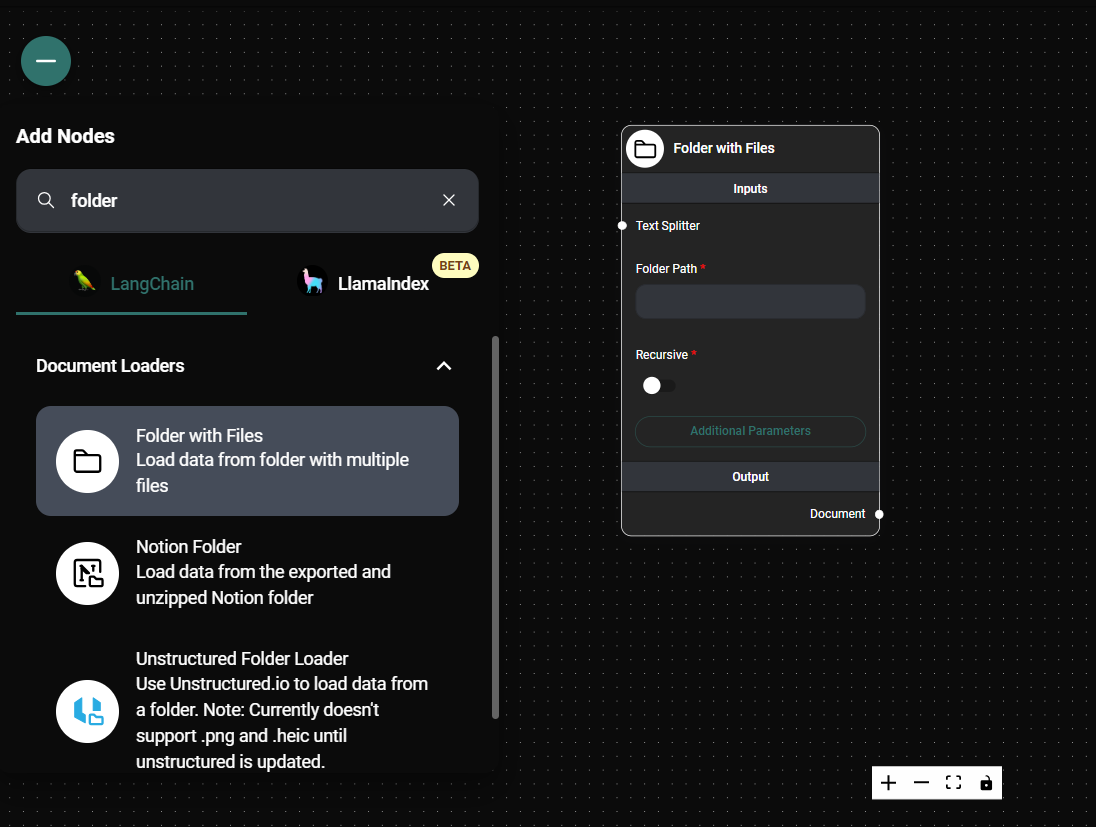 Add Nodes
folder
LangChain
LlamaIndex
BETA
Document Loaders
Folder with Files
Load data from folder with multiple
files
Notion Folder
Load data from the exported and
unzipped Notion folder
Unstructured Folder Loader
Use Unstructured.io to load data from
a folder. Note: Currently doesn't
support .png and .heic until
unstructured is updated.
Folder with Files
Inputs
Text Splitter
Folder Path *
Recursive *
Additional Parameters
Output
Document